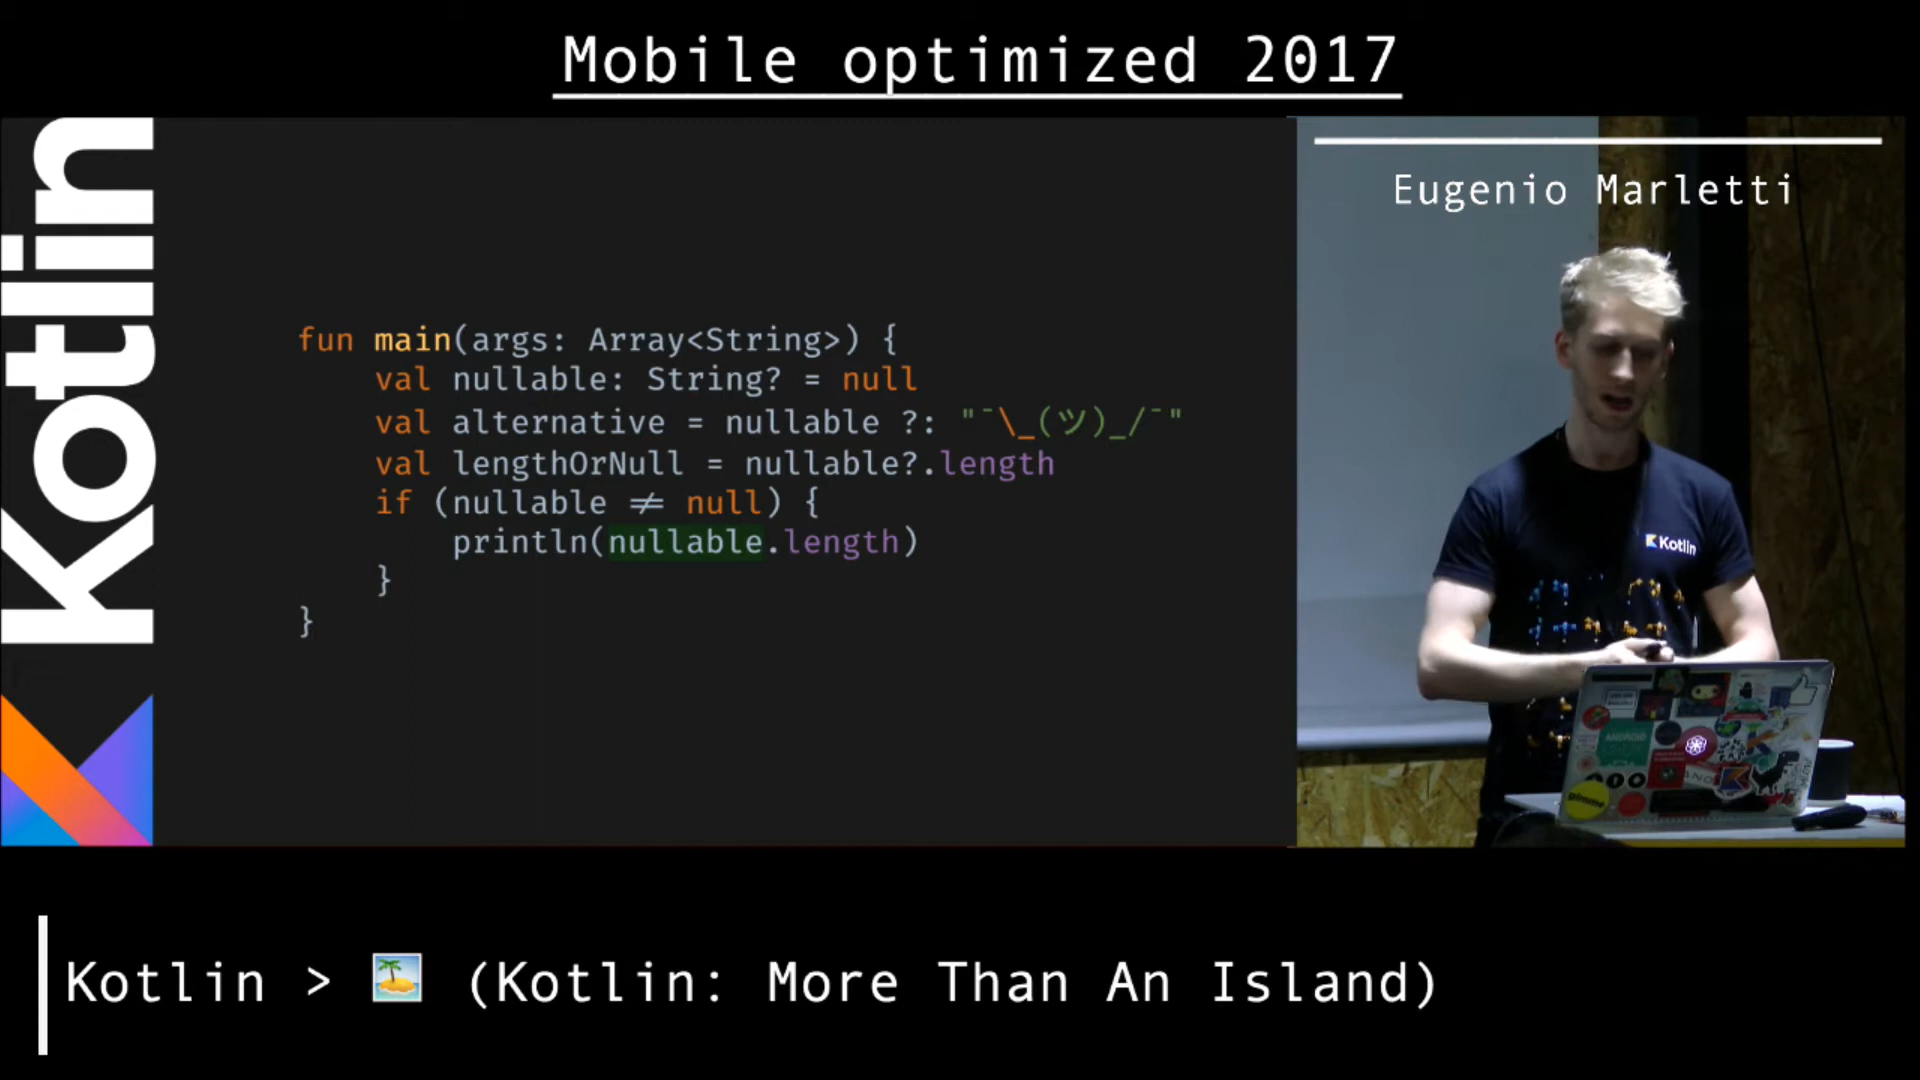 Mobile optimized 2017
Kotlin
fun main(args: Array<String>) {
val nullable: String? = null
val alternative = nullable ?: "¯\_(ツ)_/¯"
val lengthOrNull = nullable?.length
if (nullable ≠ null) {
println(nullable.length)
}
}
Eugenio Marletti
Kotlin
ANDROID
Kotlin > 🏝 (Kotlin: More Than An Island)